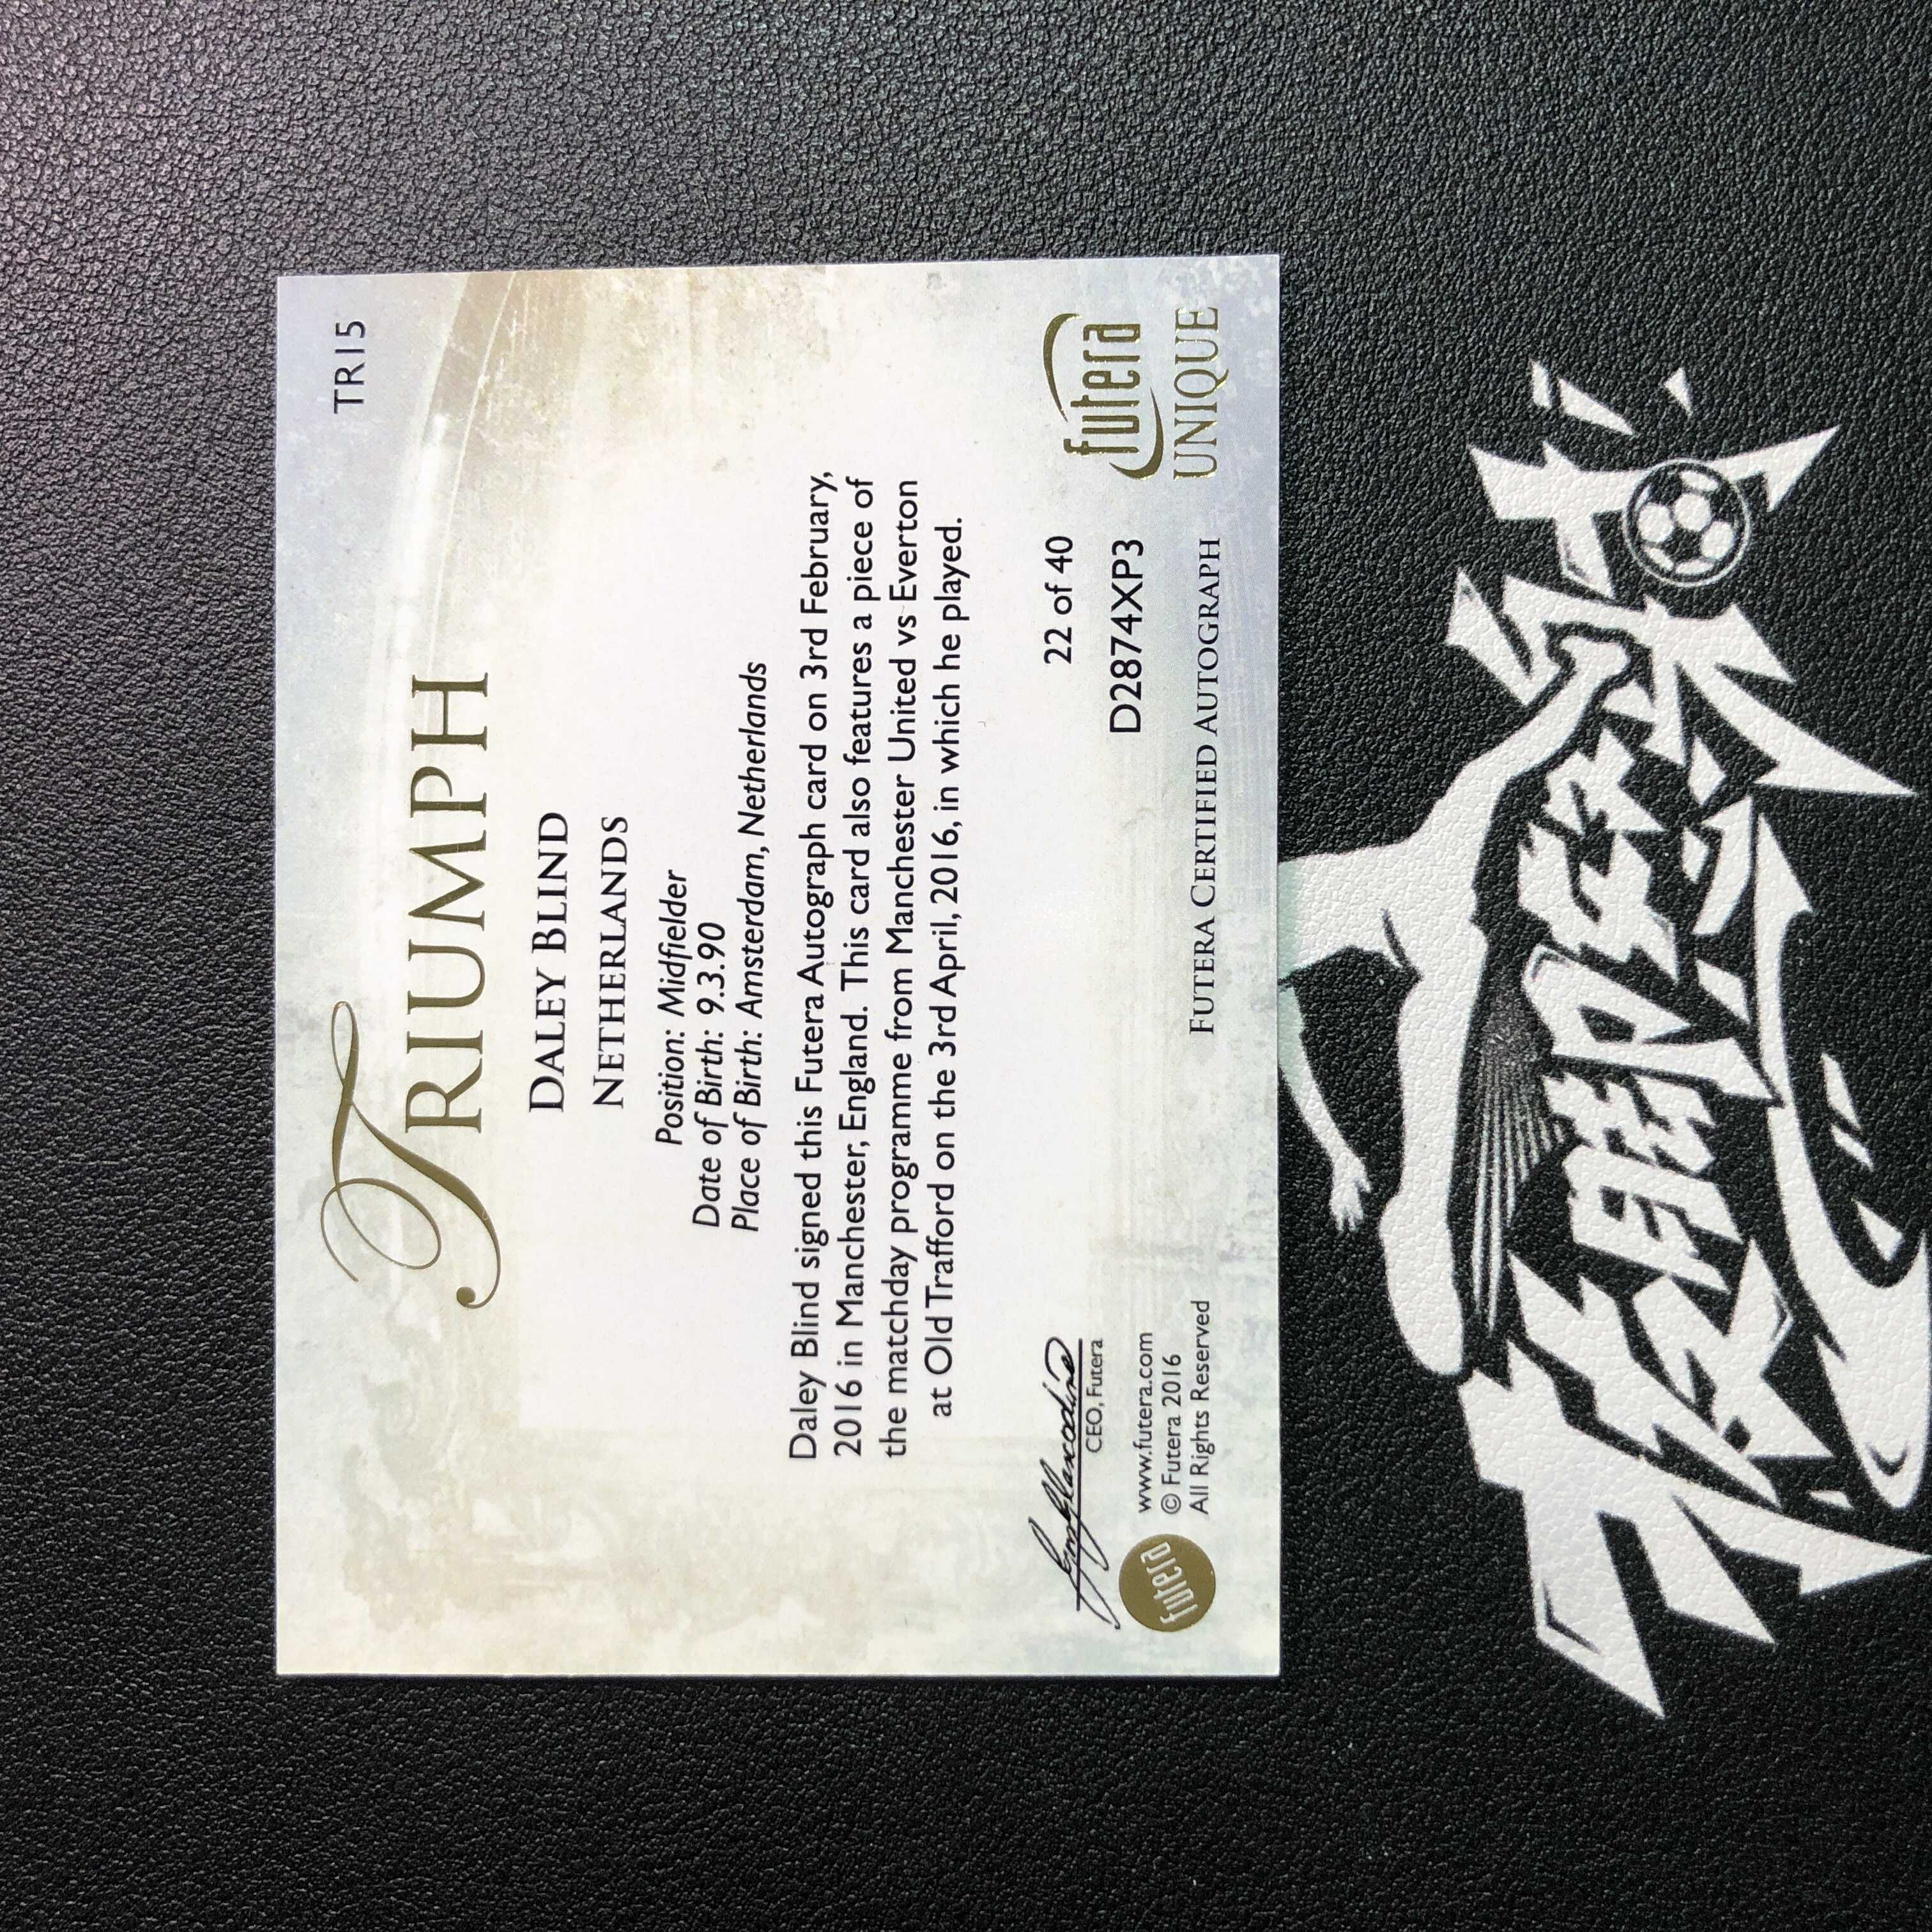 TR15
TRIUMPH
DALEY BLIND
NETHERLANDS
Position: Midfielder
Date of Birth: 9.3.90
Place of Birth: Amsterdam, Netherlands
Daley Blind signed this Futera Autograph card on 3rd February,
2016 in Manchester, England. This card also features a piece of
the matchday programme from Manchester United vs Everton
at Old Trafford on the 3rd April, 2016, in which he played.
CEO, Futera
22 of 40
D2874XP3
futera
www.futera.com
© Futera 2016
All Rights Reserved
FUTERA CERTIFIED AUTOGRAPH
futera
UNIQUE